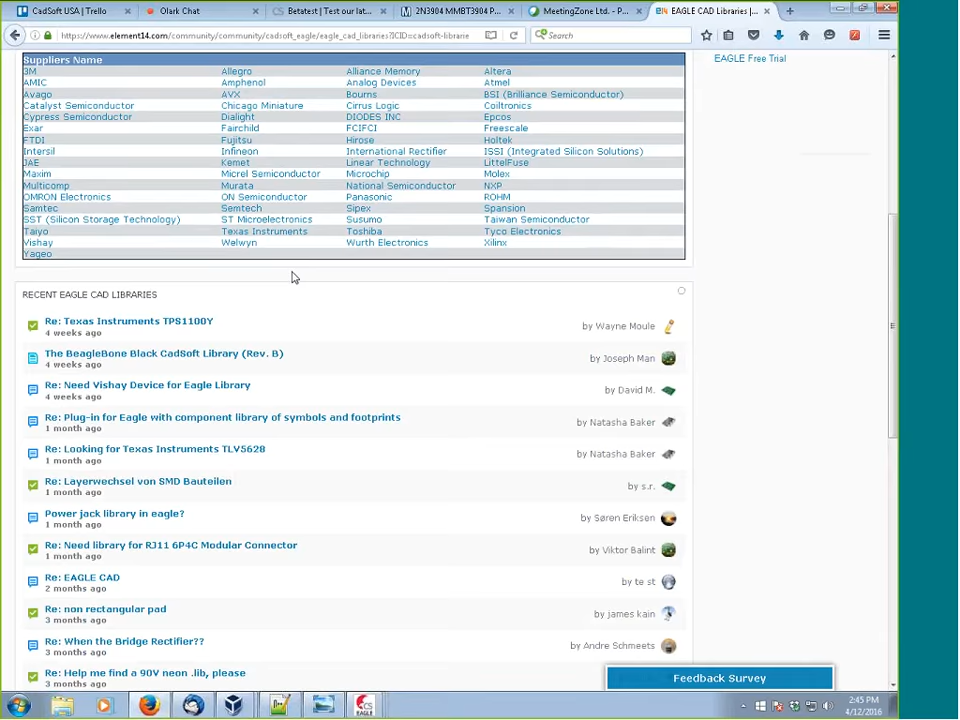 CadSoft USA | Trello
Olark Chat
Betatest | Test our lat...
2N3904 MMBT3904 P...
MeetingZone Ltd. - P...
EAGLE CAD Libraries |...
https://www.element14.com/community/community/cadsoft_eagle/eagle_cad_libraries?ICID=cadsoft-librarie
Search
EAGLE Free Trial
Suppliers Name
3M Allegro Alliance Memory Altera
AMIC Amphenol Analog Devices Atmel
Avago AVX Bourns BSI (Brilliance Semiconductor)
Catalyst Semiconductor Chicago Miniature Cirrus Logic Coiltronics
Cypress Semiconductor Dialight DIODES INC Epcos
Exar Fairchild FCIFCI Freescale
FTDI Fujitsu Hirose Holtek
Intersil Infineon International Rectifier ISSI (Integrated Silicon Solutions)
JAE Kemet Linear Technology LittelFuse
Maxim Micrel Semiconductor Microchip Molex
Multicomp Murata National Semiconductor NXP
OMRON Electronics ON Semiconductor Panasonic ROHM
Samtec Semtech Sipex Spansion
SST (Silicon Storage Technology) ST Microelectronics Susumo Taiwan Semiconductor
Taiyo Texas Instruments Toshiba Tyco Electronics
Vishay Welwyn Wurth Electronics Xilinx
Yageo
RECENT EAGLE CAD LIBRARIES
Re: Texas Instruments TPS1100Y
4 weeks ago
by Wayne Moule
The BeagleBone Black CadSoft Library (Rev. B)
4 weeks ago
by Joseph Man
Re: Need Vishay Device for Eagle Library
4 weeks ago
by David M.
Re: Plug-in for Eagle with component library of symbols and footprints
1 month ago
by Natasha Baker
Re: Looking for Texas Instruments TLV5628
1 month ago
by Natasha Baker
Re: Layerwechsel von SMD Bauteilen
1 month ago
by s.r.
Power jack library in eagle?
1 month ago
by Søren Eriksen
Re: Need library for RJ11 6P4C Modular Connector
1 month ago
by Viktor Balint
Re: EAGLE CAD
2 months ago
by te st
Re: non rectangular pad
3 months ago
by james kain
Re: When the Bridge Rectifier??
3 months ago
by Andre Schmeets
Re: Help me find a 90V neon .lib, please
3 months ago
Feedback Survey
CS
EAGLE
2:45 PM
4/12/2016